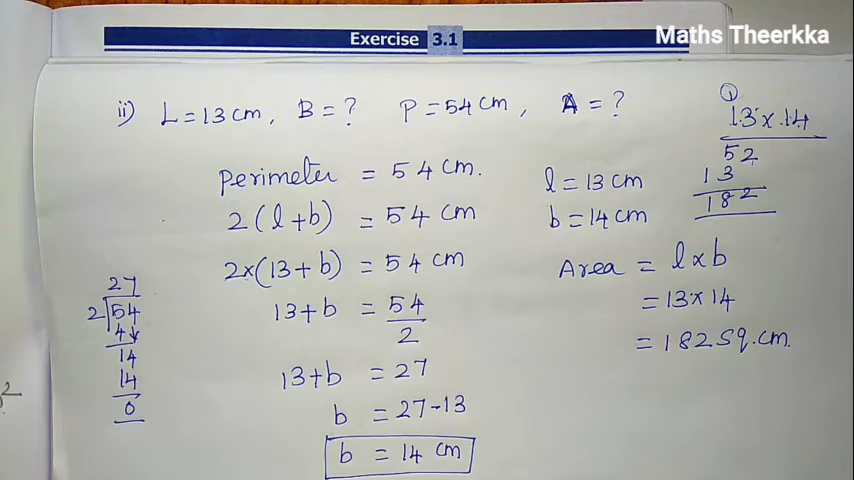 Exercise 3.1
Maths Theerkka
ii) L = 13 cm, B = ? P = 54 cm, A = ?
Perimeter = 54 cm.
2 (l + b) = 54 cm
2×(13 + b) = 54 cm
13 + b = 54/2
13 + b = 27
b = 27 - 13
b = 14 cm
27
2 54
4
14
14
0
l = 13 cm
b = 14 cm
Area = l × b
= 13 × 14
= 182 sq.cm.
1
13 × 14
52
13
182